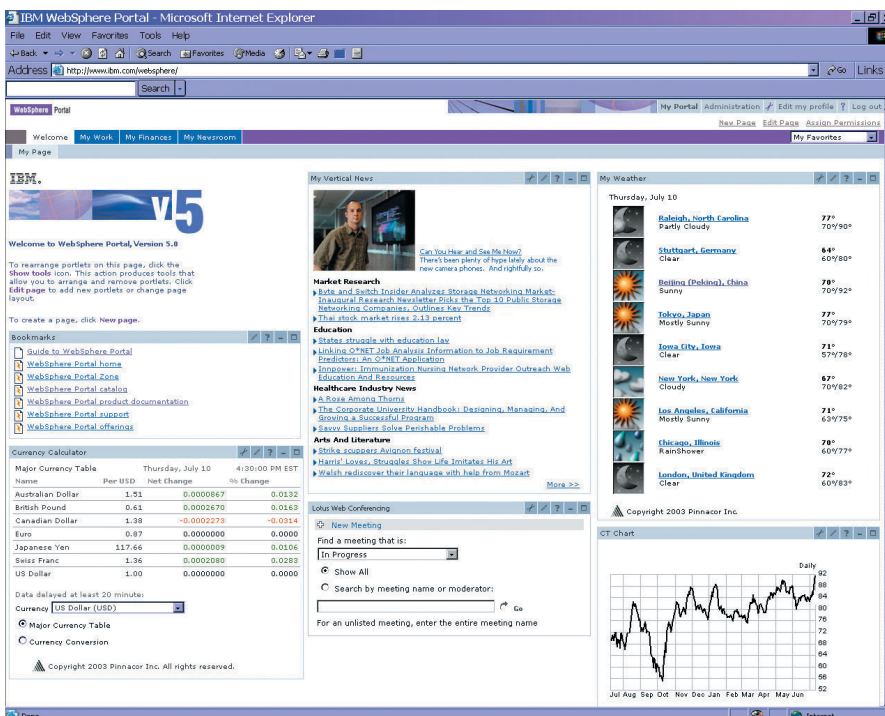 IBM WebSphere Portal - Microsoft Internet Explorer
File Edit View Favorites Tools Help
Back Search Favorites Media
Address http://www.ibm.com/websphere/ Go Links
Search
WebSphere Portal
My Portal Administration Edit my profile ? Log out
New Page Edit Page Assign Permissions
Welcome My Work My Finances My Newsroom
My Favorites
My Page
IBM.
V5
Welcome to WebSphere Portal, Version 5.0
To rearrange portlets on this page, click the
Show tools icon. This action produces tools that
allow you to arrange and remove portlets. Click
Edit page to add new portlets or change page
layout.
To create a page, click New page.
Bookmarks
Guide to WebSphere Portal
WebSphere Portal home
WebSphere Portal Zone
WebSphere Portal catalog
WebSphere Portal product documentation
WebSphere Portal support
WebSphere Portal offerings
Currency Calculator
Major Currency Table Thursday, July 10 4:30:00 PM EST
Name Per USD Net Change % Change
Australian Dollar 1.51 0.0000867 0.0132
British Pound 0.61 0.0002670 0.0163
Canadian Dollar 1.38 -0.0002273 -0.0314
Euro 0.87 0.0000000 0.0000
Japanese Yen 117.66 0.0000009 0.0106
Swiss Franc 1.36 0.0002080 0.0283
US Dollar 1.00 0.0000000 0.0000
Data delayed at least 20 minutes
Currency US Dollar (USD)
Major Currency Table
Currency Conversion
Copyright 2003 Pinnacor Inc. All rights reserved.
My Vertical News
Can You Hear and See Me Now?
There's been plenty of hype lately about the
new camera phones. And rightfully so.
Market Research
Byte and Switch Insider Analyzes Storage Networking Market-
Inaugural Research Newsletter Picks the Top 10 Public Storage
Networking Companies, Outlines Key Trends
Thai stock market rises 2.13 percent
Education
States struggle with education law
Linking O*NET Job Analysis Information to Job Requirement
Predictors: An O*NET Application
Innpower: Immunization Nursing Network Provider Outreach Web
Education And Resources
Healthcare Industry News
A Rose Among Thorns
The Corporate University Handbook: Designing, Managing, And
Growing a Successful Program
Savvy Suppliers Solve Perishable Problems
Arts And Literature
Strike scuppers Avignon festival
Harris' Loves, Struggles Show Life Imitates His Art
Welsh rediscover their language with help from Mozart
More >>
Lotus Web Conferencing
New Meeting
Find a meeting that is:
In Progress
Show All
Search by meeting name or moderator:
Go
For an unlisted meeting, enter the entire meeting name
My Weather
Thursday, July 10
Raleigh, North Carolina 77°
Partly Cloudy 70°/90°
Stuttgart, Germany 64°
Clear 60°/80°
Beijing (Peking), China 78°
Sunny 70°/92°
Tokyo, Japan 77°
Mostly Sunny 70°/79°
Iowa City, Iowa 71°
Clear 57°/78°
New York, New York 67°
Cloudy 70°/82°
Los Angeles, California 71°
Mostly Sunny 63°/75°
Chicago, Illinois 70°
RainShower 60°/77°
London, United Kingdom 72°
Clear 60°/83°
Copyright 2003 Pinnacor Inc.
CT Chart
Daily
92
84
80
76
72
68
64
60
56
52
Jul Aug Sep Oct Nov Dec Jan Feb Mar Apr May Jun
Done Internet